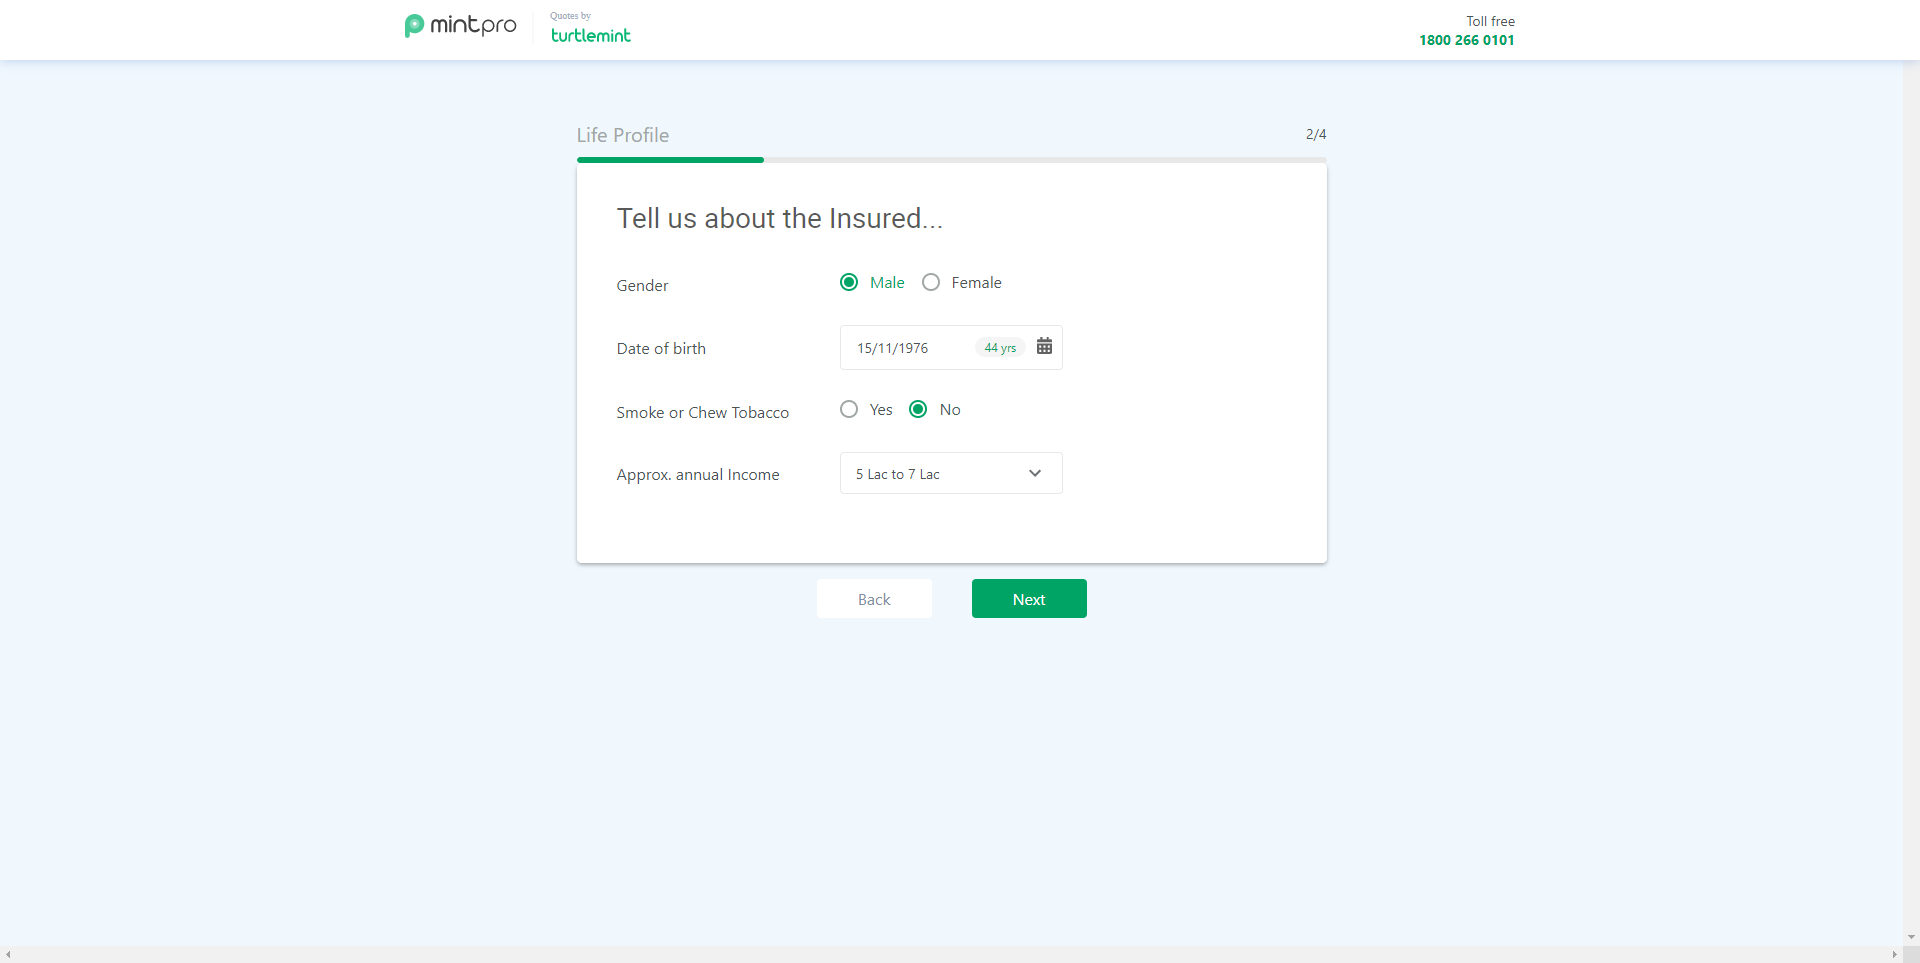 mintpro
Quotes by
turtlemint
Toll free
1800 266 0101
Life Profile
2/4
Tell us about the Insured...
Gender
Male
Female
Date of birth
15/11/1976
44 yrs
Smoke or Chew Tobacco
Yes
No
Approx. annual Income
5 Lac to 7 Lac
Back
Next